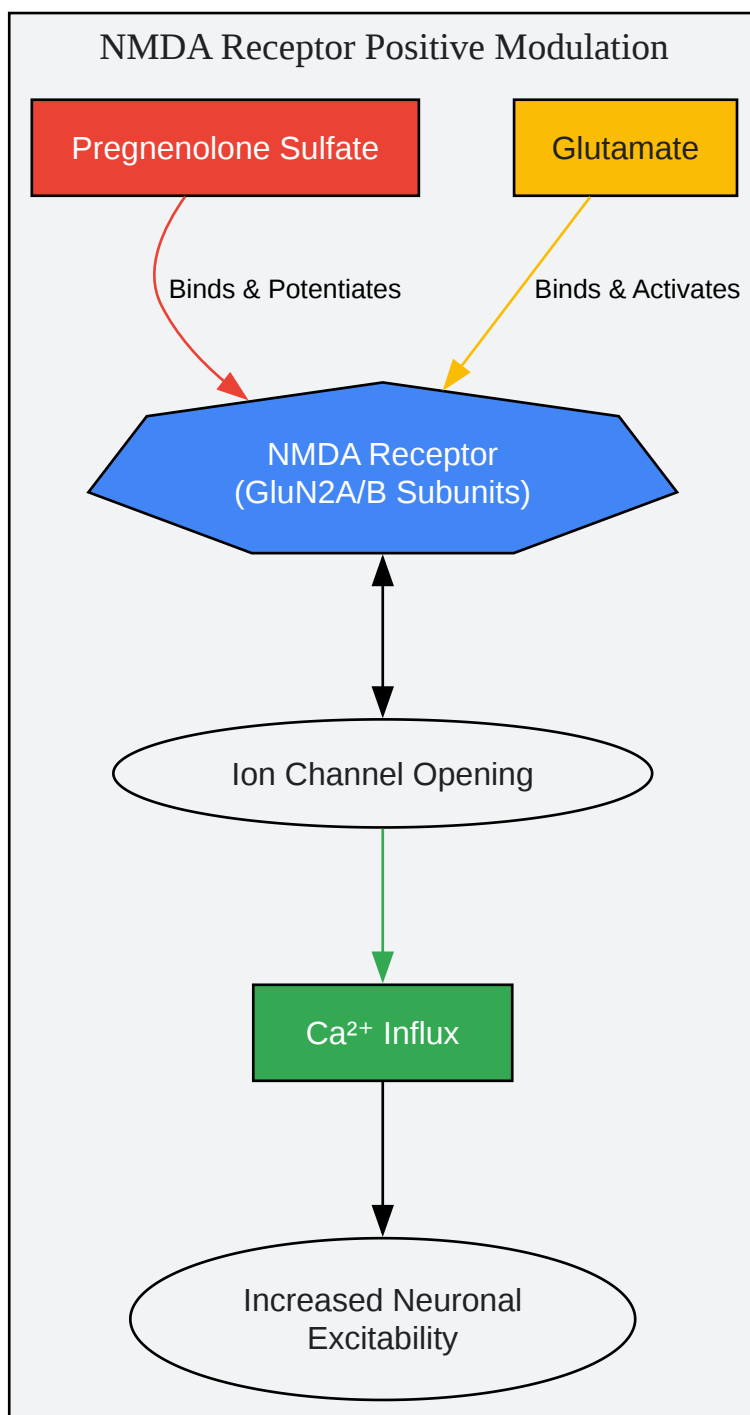 NMDA Receptor Positive Modulation
Pregnenolone Sulfate
Glutamate
Binds & Potentiates
Binds & Activates
NMDA Receptor
(GluN2A/B Subunits)
Ion Channel Opening
Ca²⁺ Influx
Increased Neuronal
Excitability